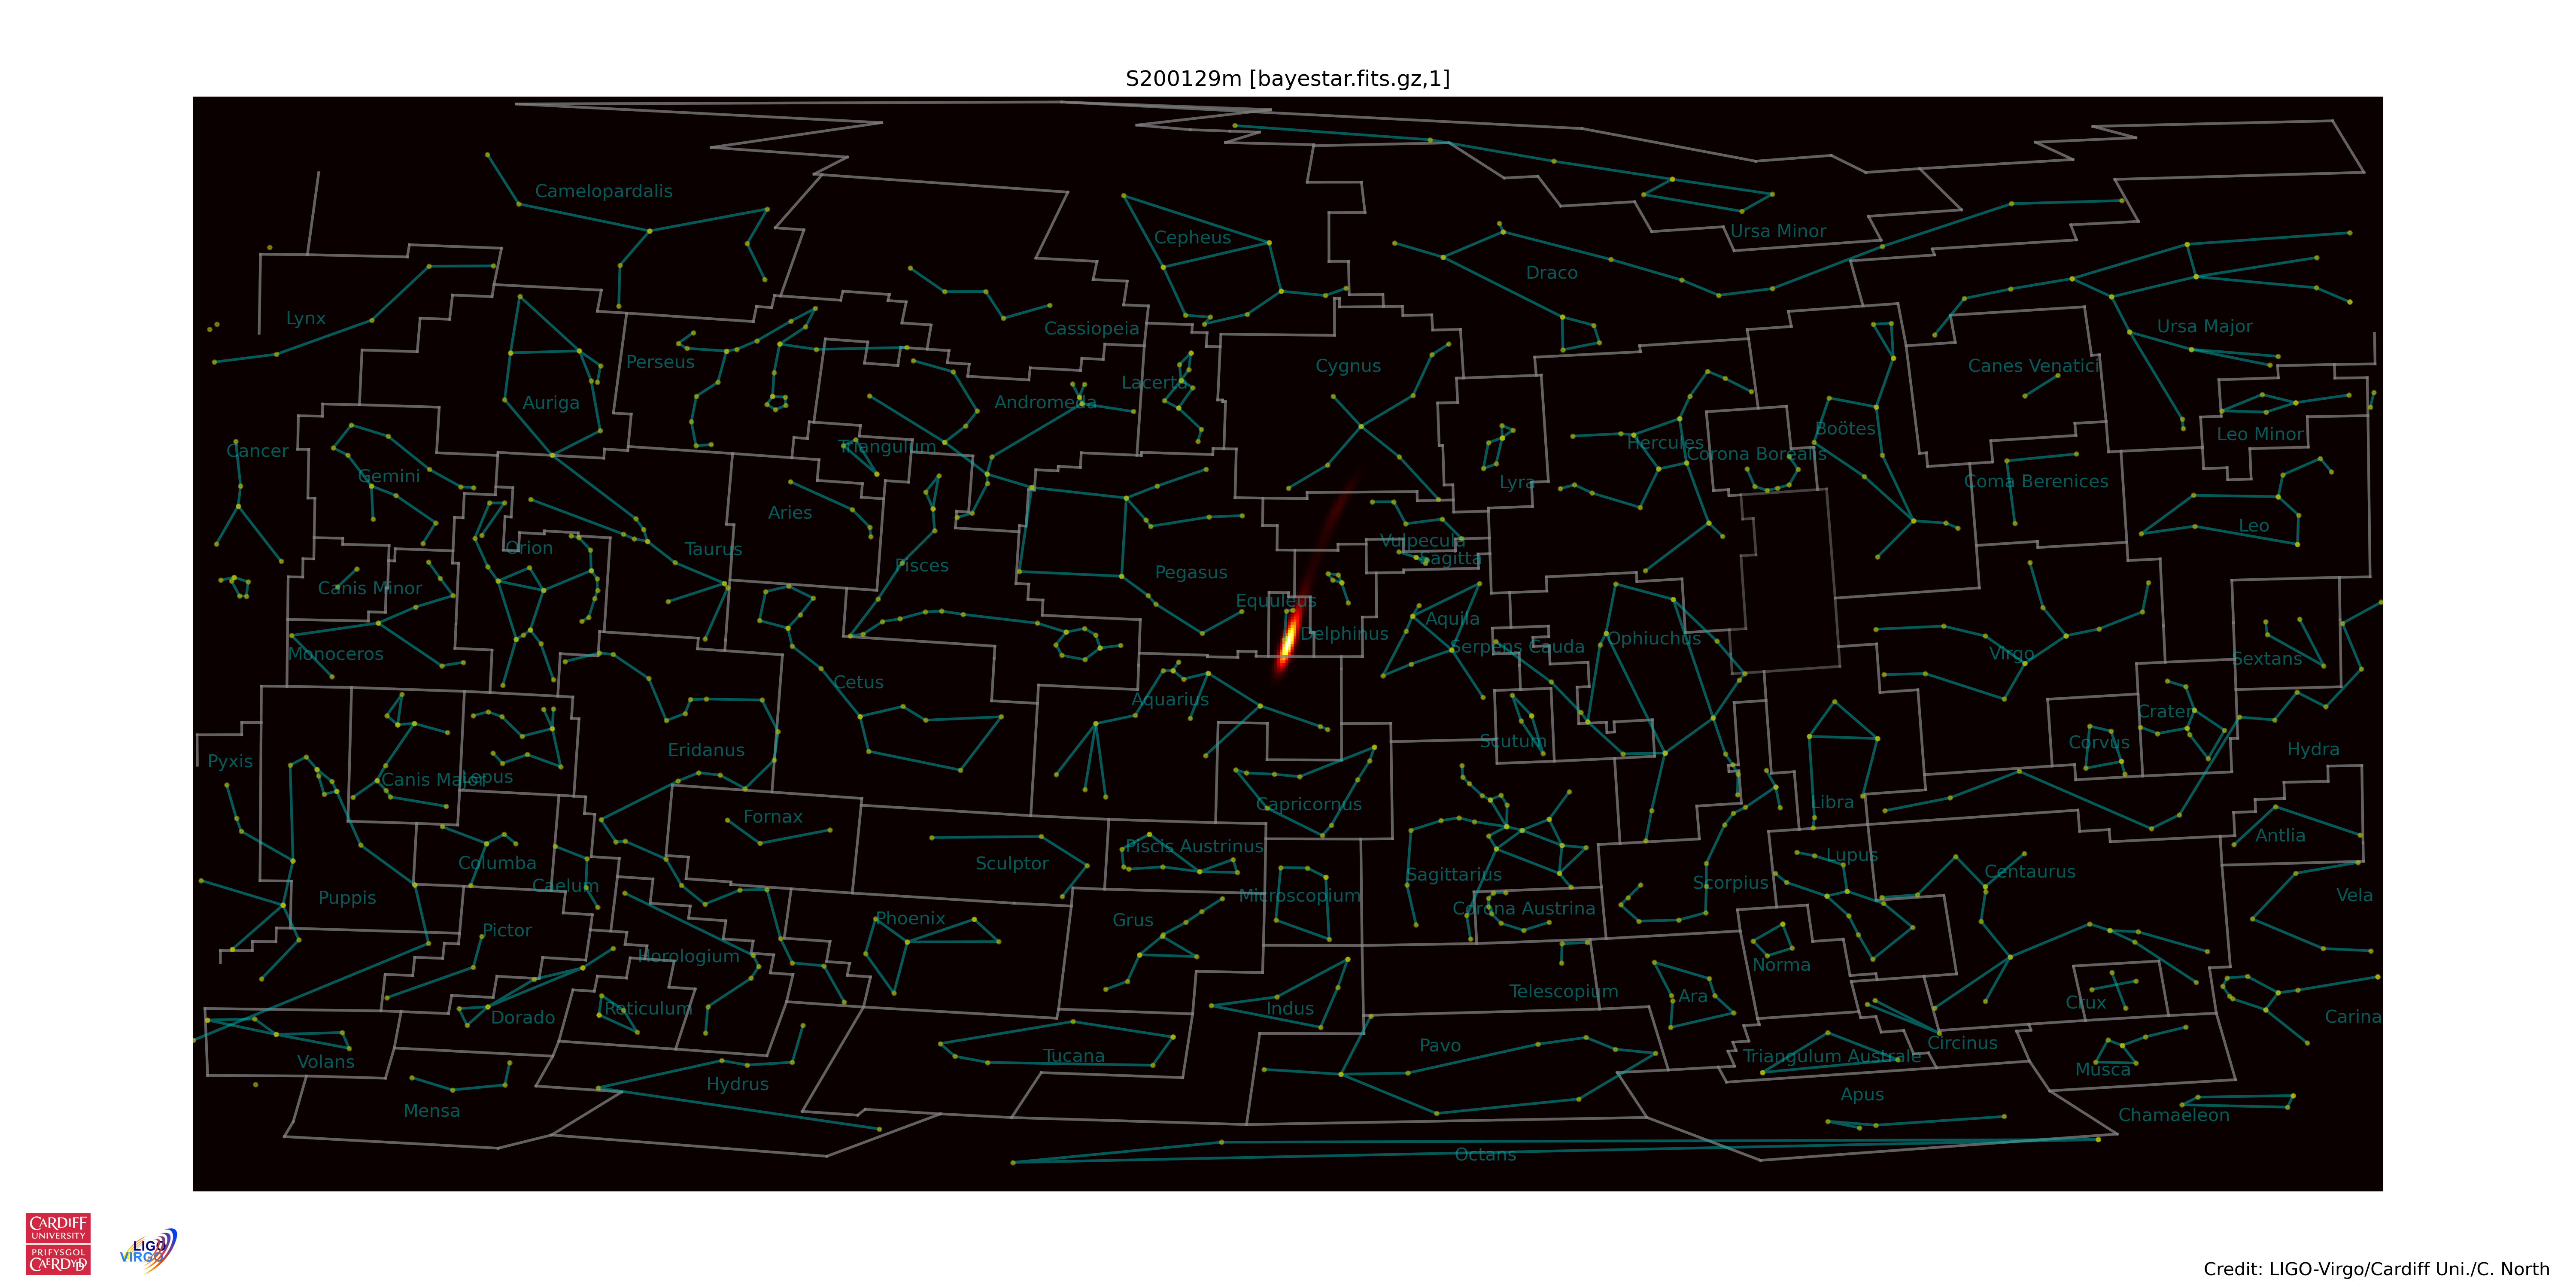 S200129m [bayestar.fits.gz,1]
Camelopardalis
Cepheus
Ursa Minor
Draco
Lynx
Cassiopeia
Ursa Major
Perseus
Cygnus
Canes Venatici
Lacerta
Auriga
Andromeda
Boötes
Leo Minor
Triangulum
Hercules
Cancer
Corona Borealis
Gemini
Lyra
Coma Berenices
Aries
Leo
Orion
Taurus
Vulpecula
Sagitta
Pisces
Pegasus
Canis Minor
Equuleus
Aquila
Delphinus
Ophiuchus
Serpens Cauda
Monoceros
Virgo
Sextans
Cetus
Aquarius
Crater
Scutum
Corvus
Hydra
Eridanus
Pyxis
Canis Major
Lepus
Capricornus
Libra
Fornax
Antlia
Piscis Austrinus
Lupus
Columba
Sculptor
Centaurus
Sagittarius
Caelum
Scorpius
Puppis
Microscopium
Vela
Corona Austrina
Phoenix
Grus
Pictor
Horologium
Norma
Telescopium
Ara
Crux
Reticulum
Indus
Dorado
Carina
Circinus
Pavo
Tucana
Triangulum Australe
Volans
Musca
Hydrus
Apus
Mensa
Chamaeleon
Octans
CARDIFF
UNIVERSITY
PRIFYSGOL
CAERDYDD
LIGO
VIRGO
Credit: LIGO-Virgo/Cardiff Uni./C. North